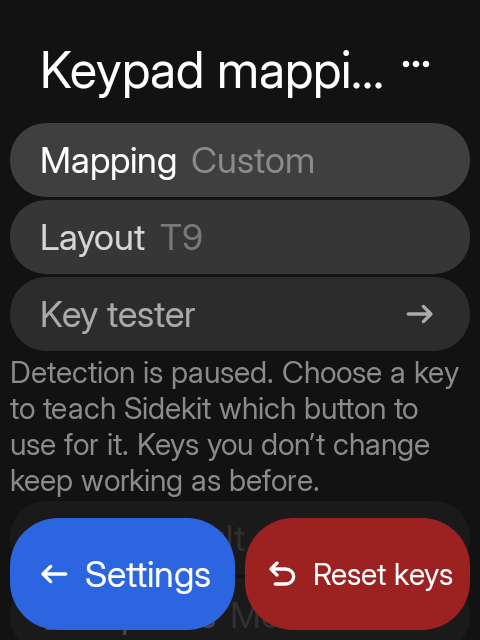 Keypad mappi...
Mapping Custom
Layout T9
Key tester
Detection is paused. Choose a key
to teach Sidekit which button to
use for it. Keys you don’t change
keep working as before.
Settings
Reset keys